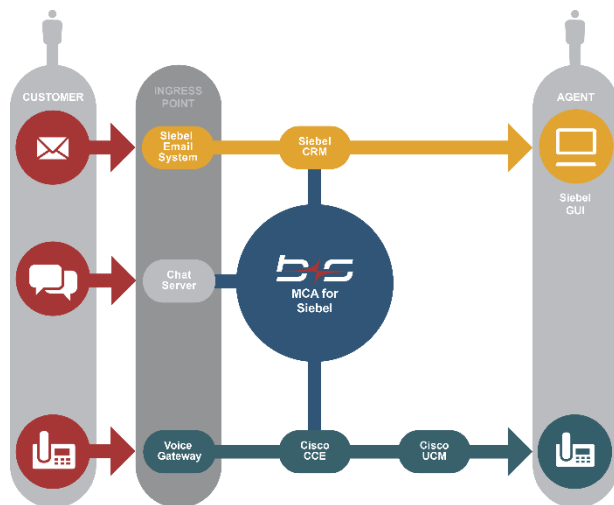 CUSTOMER
INGRESS
POINT
AGENT
Siebel
Email
System
Siebel
CRM
Siebel
GUI
Chat
Server
b+s
MCA for
Siebel
Voice
Gateway
Cisco
CCE
Cisco
UCM